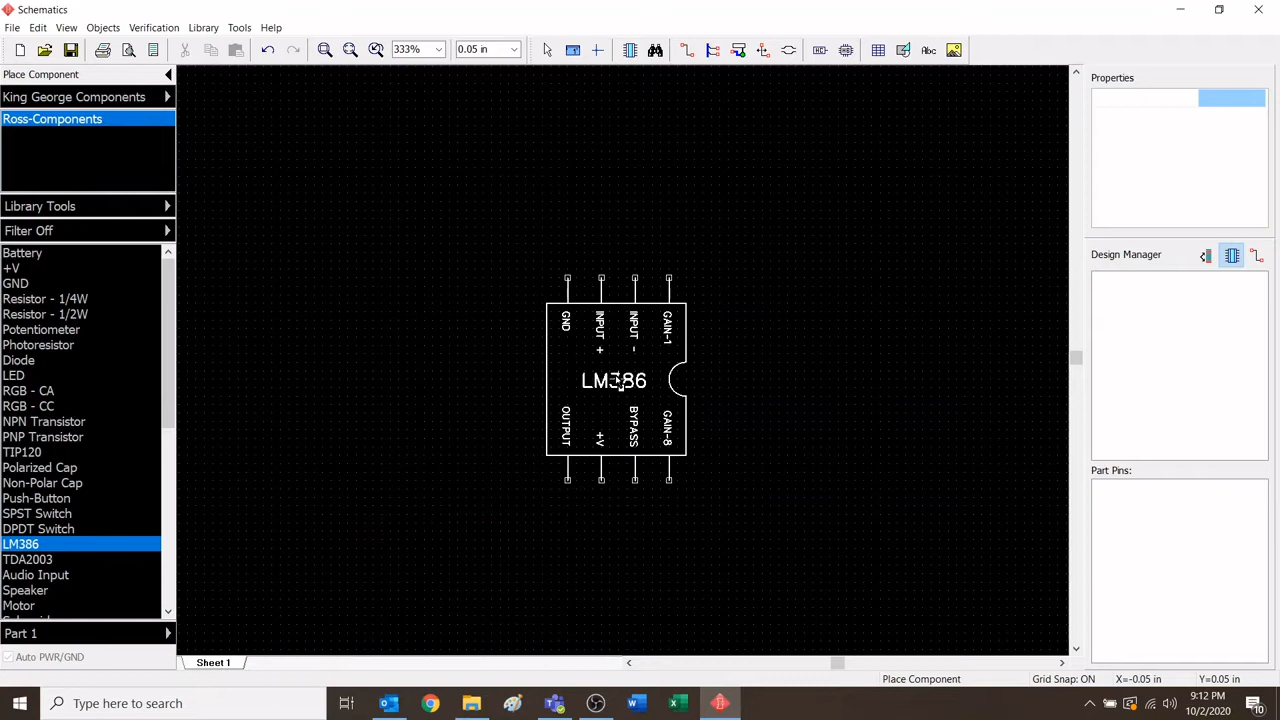 Schematics
File Edit View Objects Verification Library Tools Help
333% 0.05 in Abc
Place Component
King George Components
Ross-Components
Library Tools
Filter Off
Battery
+V
GND
Resistor - 1/4W
Resistor - 1/2W
Potentiometer
Photoresistor
Diode
LED
RGB - CA
RGB - CC
NPN Transistor
PNP Transistor
TIP120
Polarized Cap
Non-Polar Cap
Push-Button
SPST Switch
DPDT Switch
LM386
TDA2003
Audio Input
Speaker
Motor
Part 1
Auto PWR/GND
GND
INPUT +
INPUT -
GAIN-1
LM386
OUTPUT
+V
BYPASS
GAIN-8
Sheet 1
Properties
Design Manager
Part Pins:
Place Component Grid Snap: ON X=-0.05 in Y=0.05 in
Type here to search
9:12 PM
10/2/2020